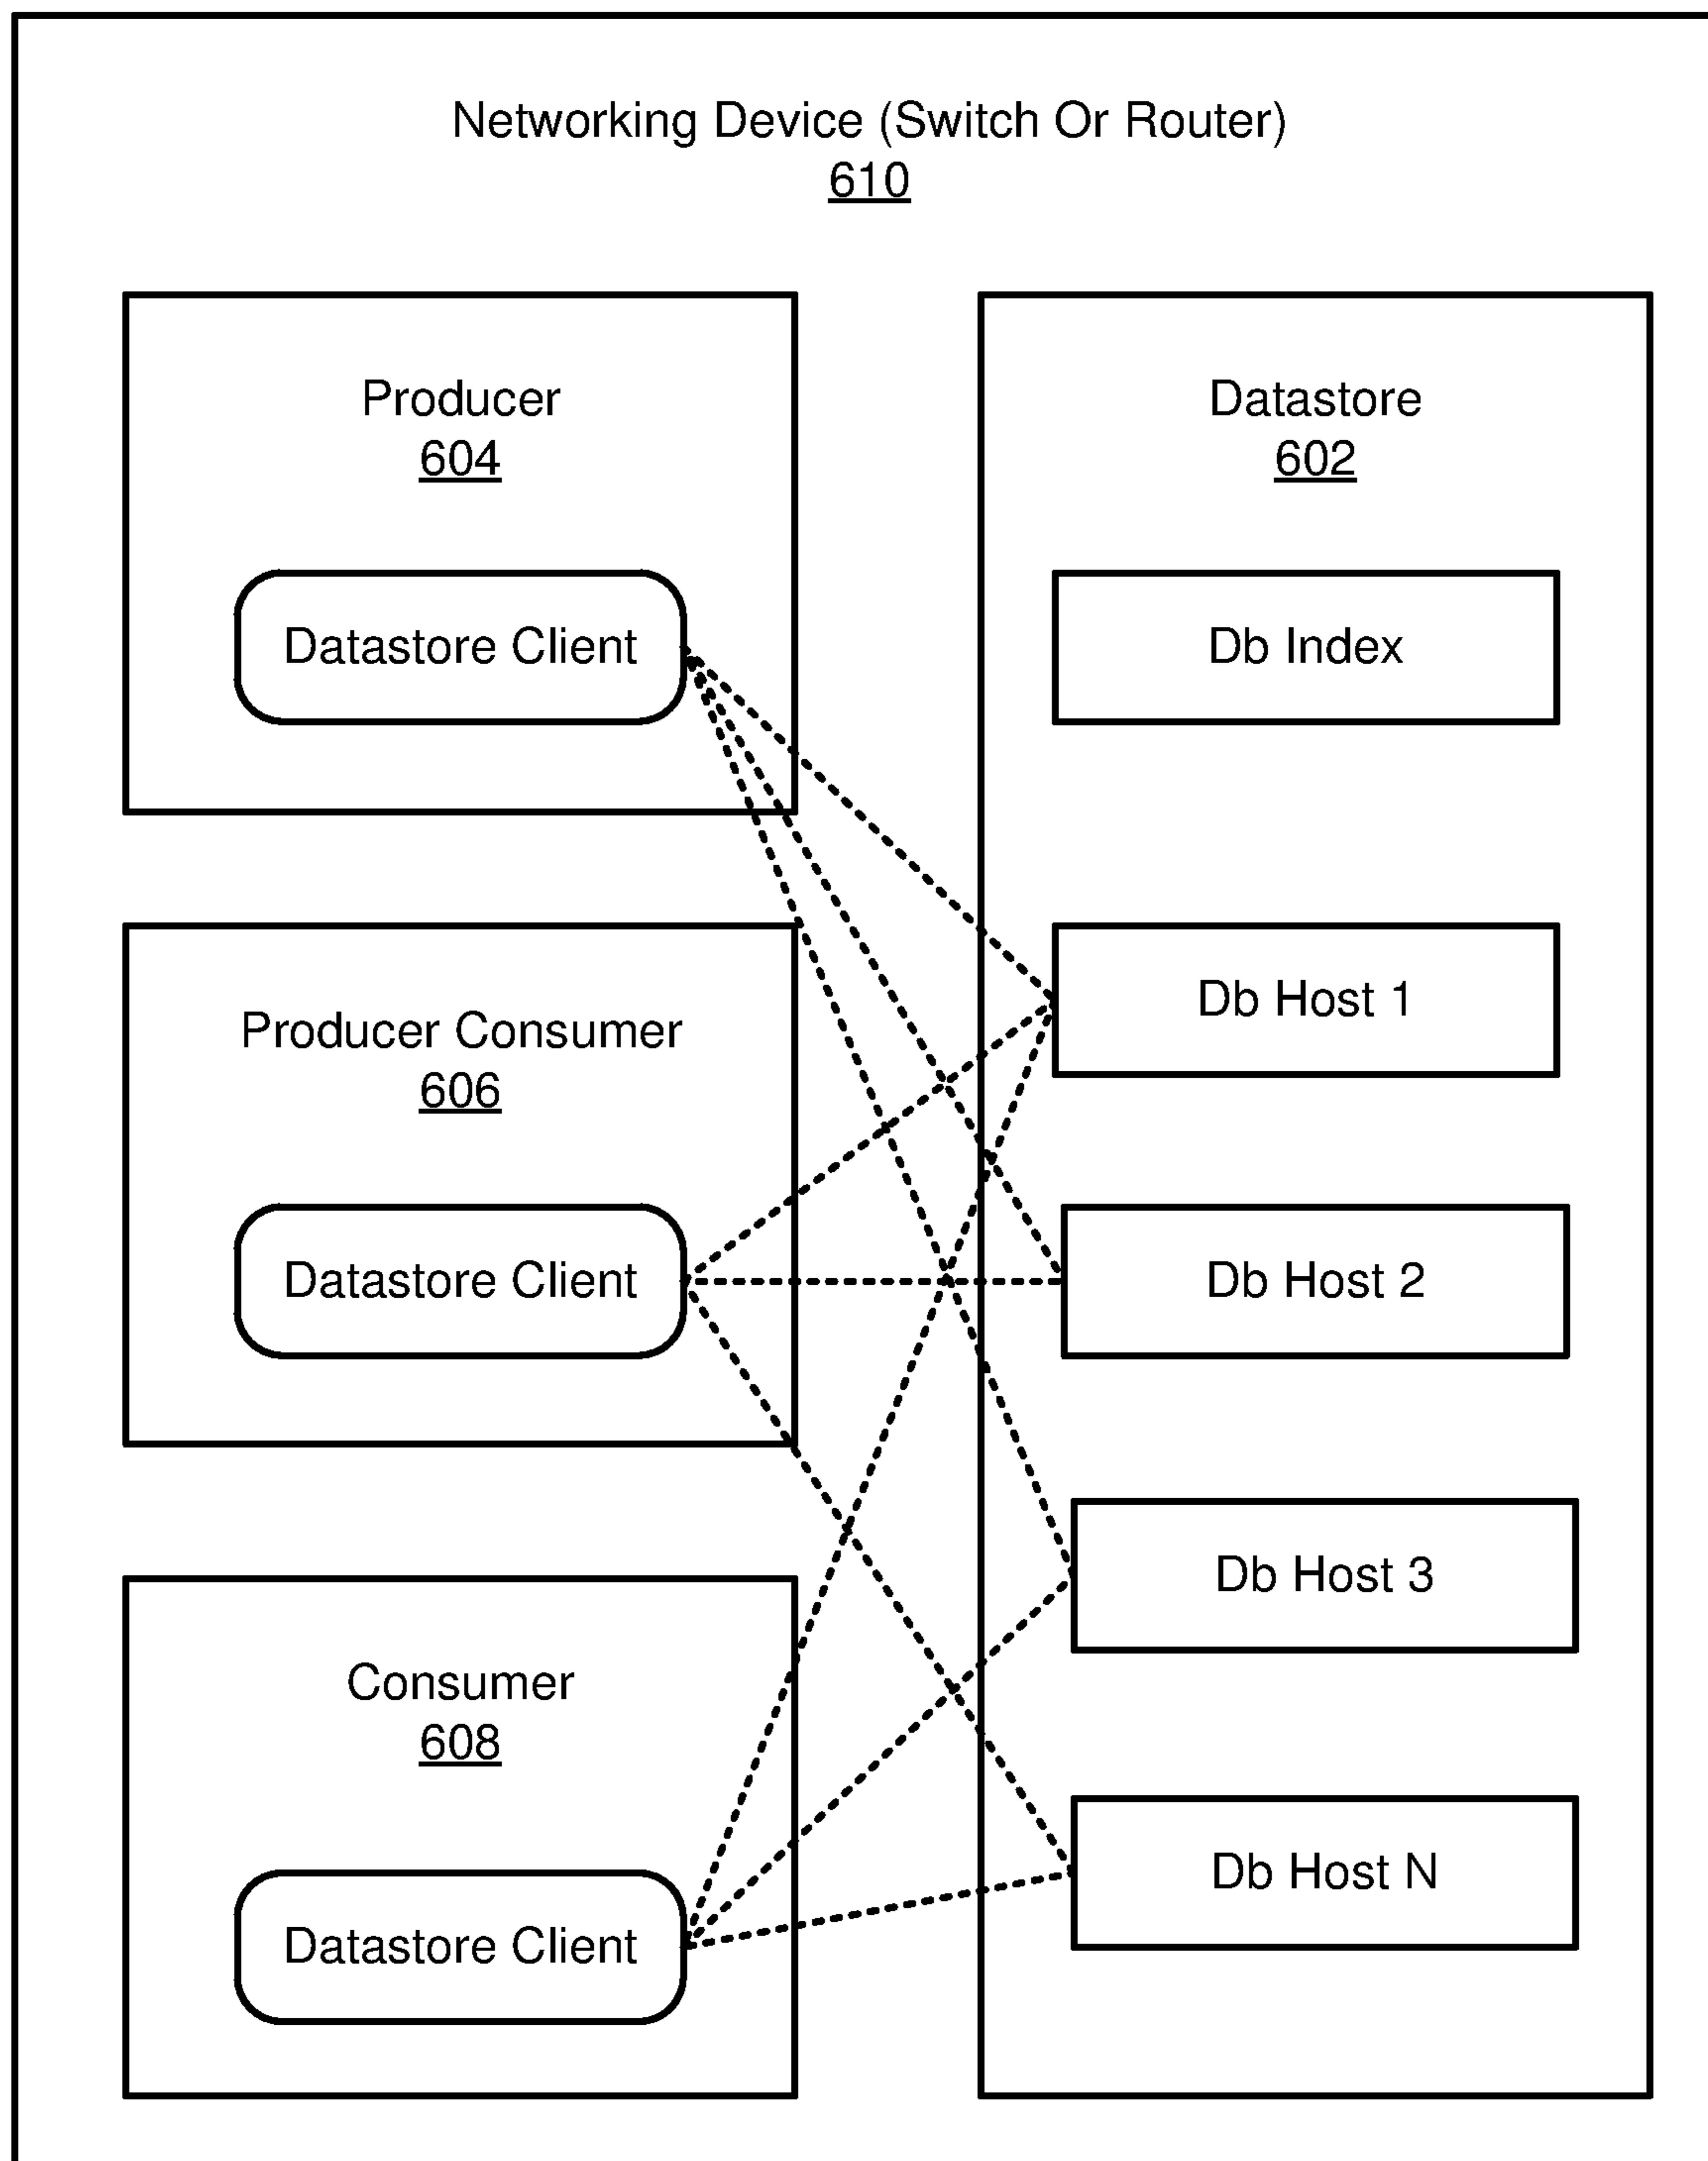 Networking Device (Switch Or Router)
610
Producer
604
Datastore Client
Producer Consumer
606
Datastore Client
Consumer
608
Datastore Client
Datastore
602
Db Index
Db Host 1
Db Host 2
Db Host 3
Db Host N